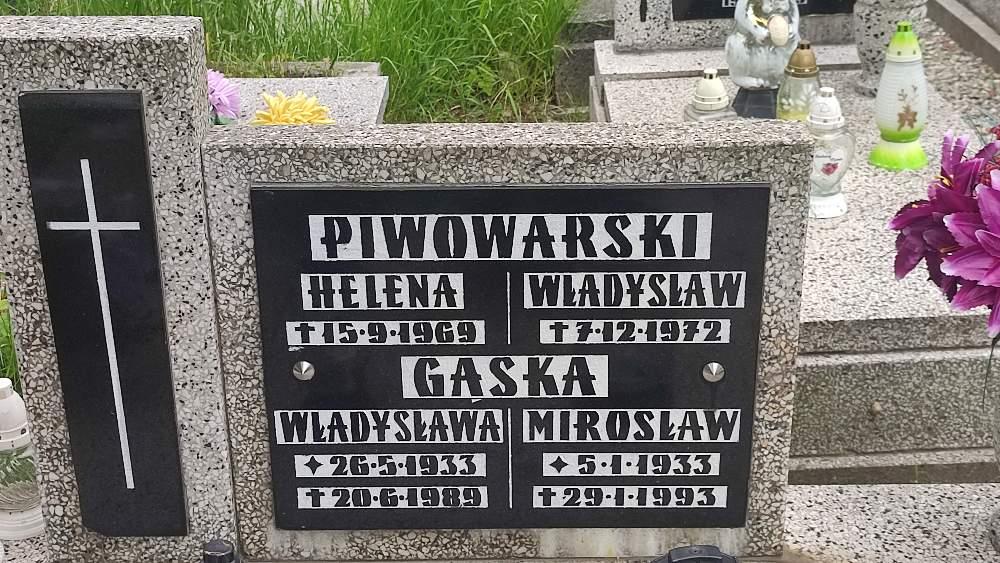 PIWOWARSKI
HELENA WŁADYSŁAW
†15·9·1969 †7·12·1972
GĄSKA
WŁADYSŁAWA MIROSŁAW
✦26·5·1933 ✦5·1·1933
†20·6·1989 †29·1·1993